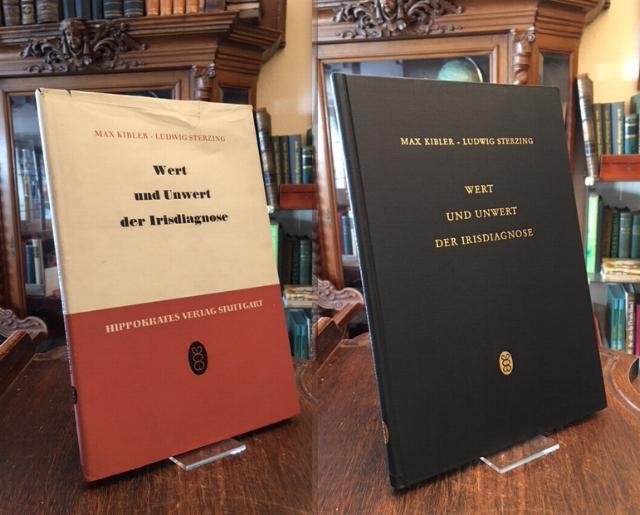 MAX KIBLER · LUDWIG STERZING
Wert
und Unwert
der Irisdiagnose
HIPPOKRATES VERLAG STUTTGART
MAX KIBLER · LUDWIG STERZING
WERT
UND UNWERT
DER IRISDIAGNOSE